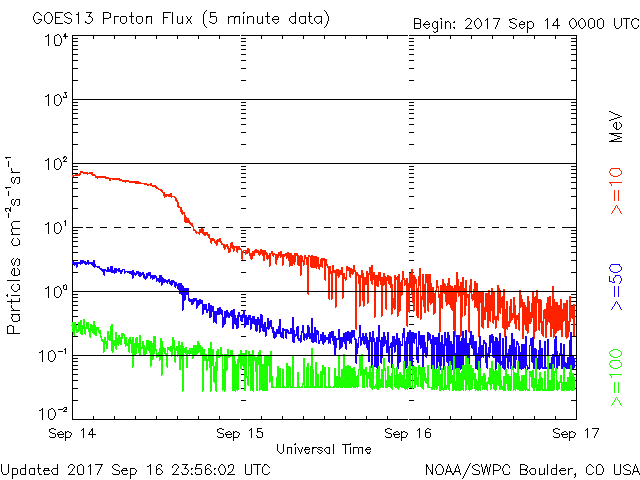 GOES13 Proton Flux (5 minute data)
Begin: 2017 Sep 14 0000 UTC
10⁴
10³
10²
10¹
10⁰
10⁻¹
10⁻²
Particles cm⁻²s⁻¹sr⁻¹
MeV
>=10
>=50
>=100
Sep 14
Sep 15
Sep 16
Sep 17
Universal Time
Updated 2017 Sep 16 23:56:02 UTC
NOAA/SWPC Boulder, CO USA